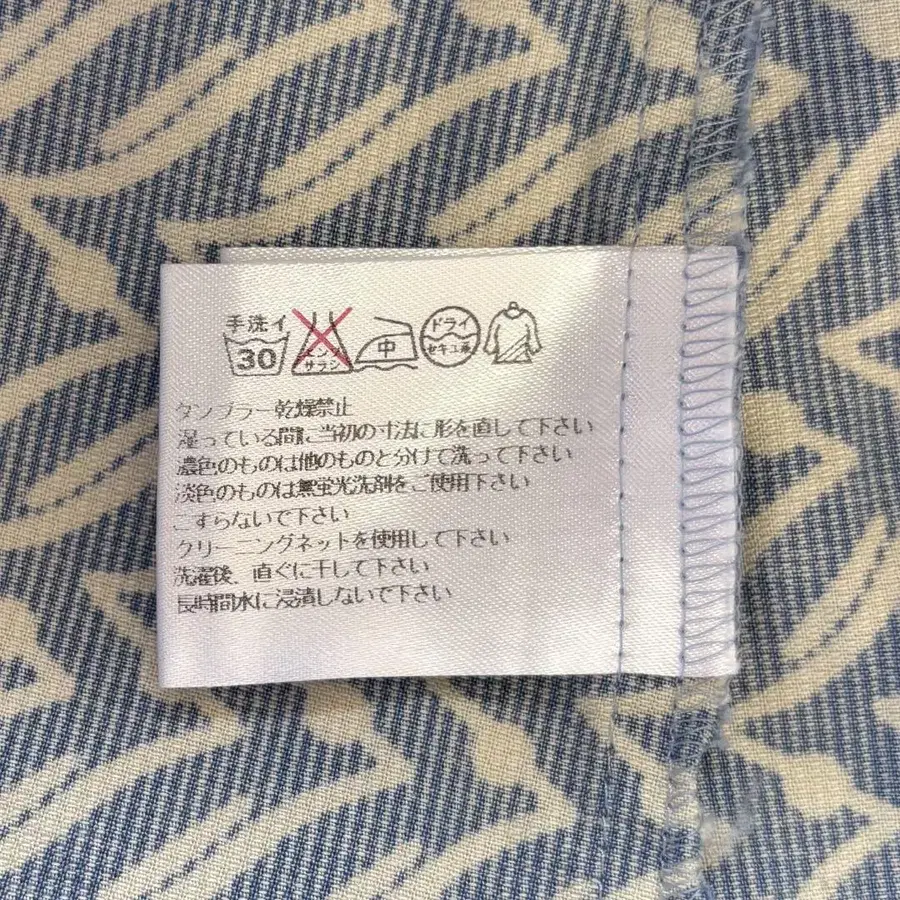 手洗イ
30
エンソ
サラシ
中
ドライ
セキユ系
タンブラー乾燥禁止
湿っている間に当初の寸法に形を直して下さい
濃色のものは他のものと分けて洗って下さい
淡色のものは無蛍光洗剤をご使用下さい
こすらないで下さい
クリーニングネットを使用して下さい
洗濯後、直ぐに干して下さい
長時間水に浸漬しないで下さい